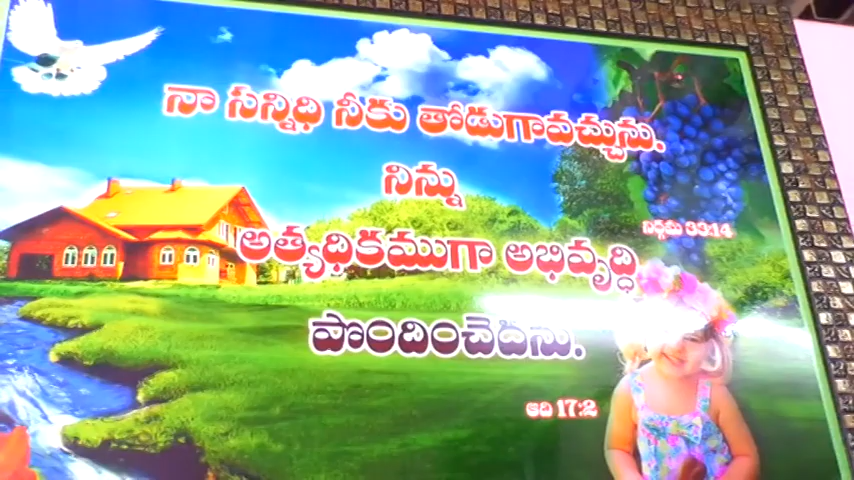 నా సన్నిధి నీకు తోడుగావచ్చును.
నిర్గమ 33:14
నిన్ను
అత్యధికముగా అభివృద్ధి
పొందించెదను.
ఆది 17:2